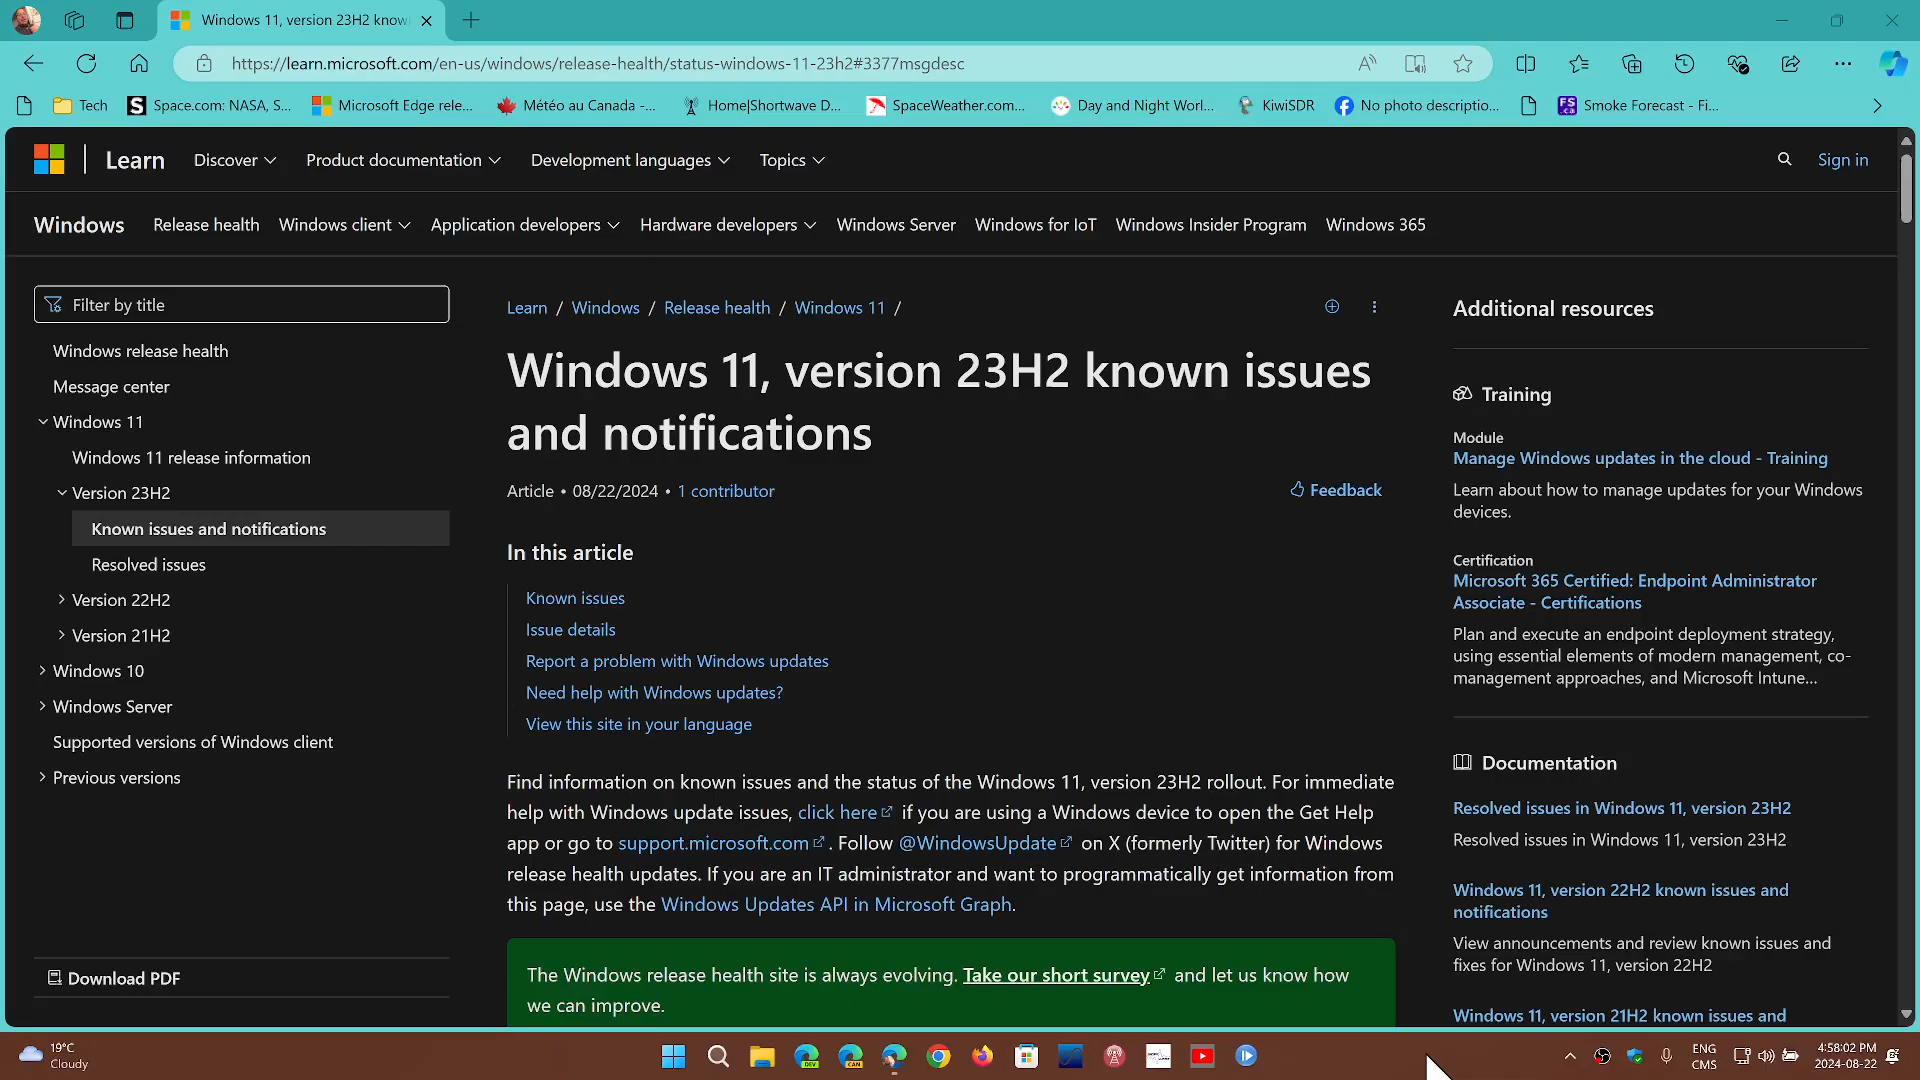 Windows 11, version 23H2 know
https://learn.microsoft.com/en-us/windows/release-health/status-windows-11-23h2#3377msgdesc
Tech
Space.com: NASA, S...
Microsoft Edge rele...
Météo au Canada -...
Home|Shortwave D...
SpaceWeather.com...
Day and Night Worl...
KiwiSDR
No photo descriptio...
Smoke Forecast - Fi...
Learn
Discover
Product documentation
Development languages
Topics
Sign in
Windows
Release health
Windows client
Application developers
Hardware developers
Windows Server
Windows for IoT
Windows Insider Program
Windows 365
Filter by title
Windows release health
Message center
Windows 11
Windows 11 release information
Version 23H2
Known issues and notifications
Resolved issues
Version 22H2
Version 21H2
Windows 10
Windows Server
Supported versions of Windows client
Previous versions
Download PDF
Learn / Windows / Release health / Windows 11 /
Windows 11, version 23H2 known issues
and notifications
Article • 08/22/2024 • 1 contributor
Feedback
In this article
Known issues
Issue details
Report a problem with Windows updates
Need help with Windows updates?
View this site in your language
Find information on known issues and the status of the Windows 11, version 23H2 rollout. For immediate
help with Windows update issues, click here if you are using a Windows device to open the Get Help
app or go to support.microsoft.com. Follow @WindowsUpdate on X (formerly Twitter) for Windows
release health updates. If you are an IT administrator and want to programmatically get information from
this page, use the Windows Updates API in Microsoft Graph.
The Windows release health site is always evolving. Take our short survey and let us know how
we can improve.
Additional resources
Training
Module
Manage Windows updates in the cloud - Training
Learn about how to manage updates for your Windows
devices.
Certification
Microsoft 365 Certified: Endpoint Administrator
Associate - Certifications
Plan and execute an endpoint deployment strategy,
using essential elements of modern management, co-
management approaches, and Microsoft Intune...
Documentation
Resolved issues in Windows 11, version 23H2
Resolved issues in Windows 11, version 23H2
Windows 11, version 22H2 known issues and
notifications
View announcements and review known issues and
fixes for Windows 11, version 22H2
Windows 11, version 21H2 known issues and
19°C
Cloudy
DEV
CAN
ENG
CMS
4:58:02 PM
2024-08-22